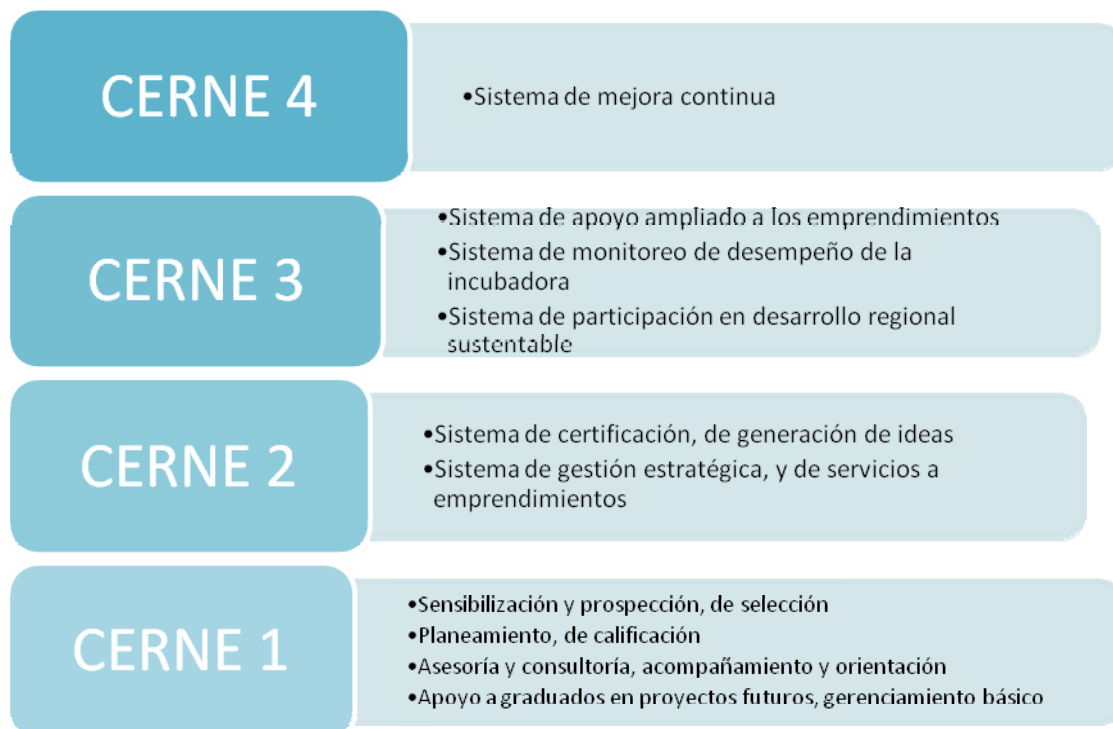 CERNE 4
•Sistema de mejora continua
CERNE 3
•Sistema de apoyo ampliado a los emprendimientos
•Sistema de monitoreo de desempeño de la
incubadora
•Sistema de participación en desarrollo regional
sustentable
CERNE 2
•Sistema de certificación, de generación de ideas
•Sistema de gestión estratégica, y de servicios a
emprendimientos
CERNE 1
•Sensibilización y prospección, de selección
•Planeamiento, de calificación
•Asesoría y consultoría, acompañamiento y orientación
•Apoyo a graduados en proyectos futuros, gerenciamiento básico